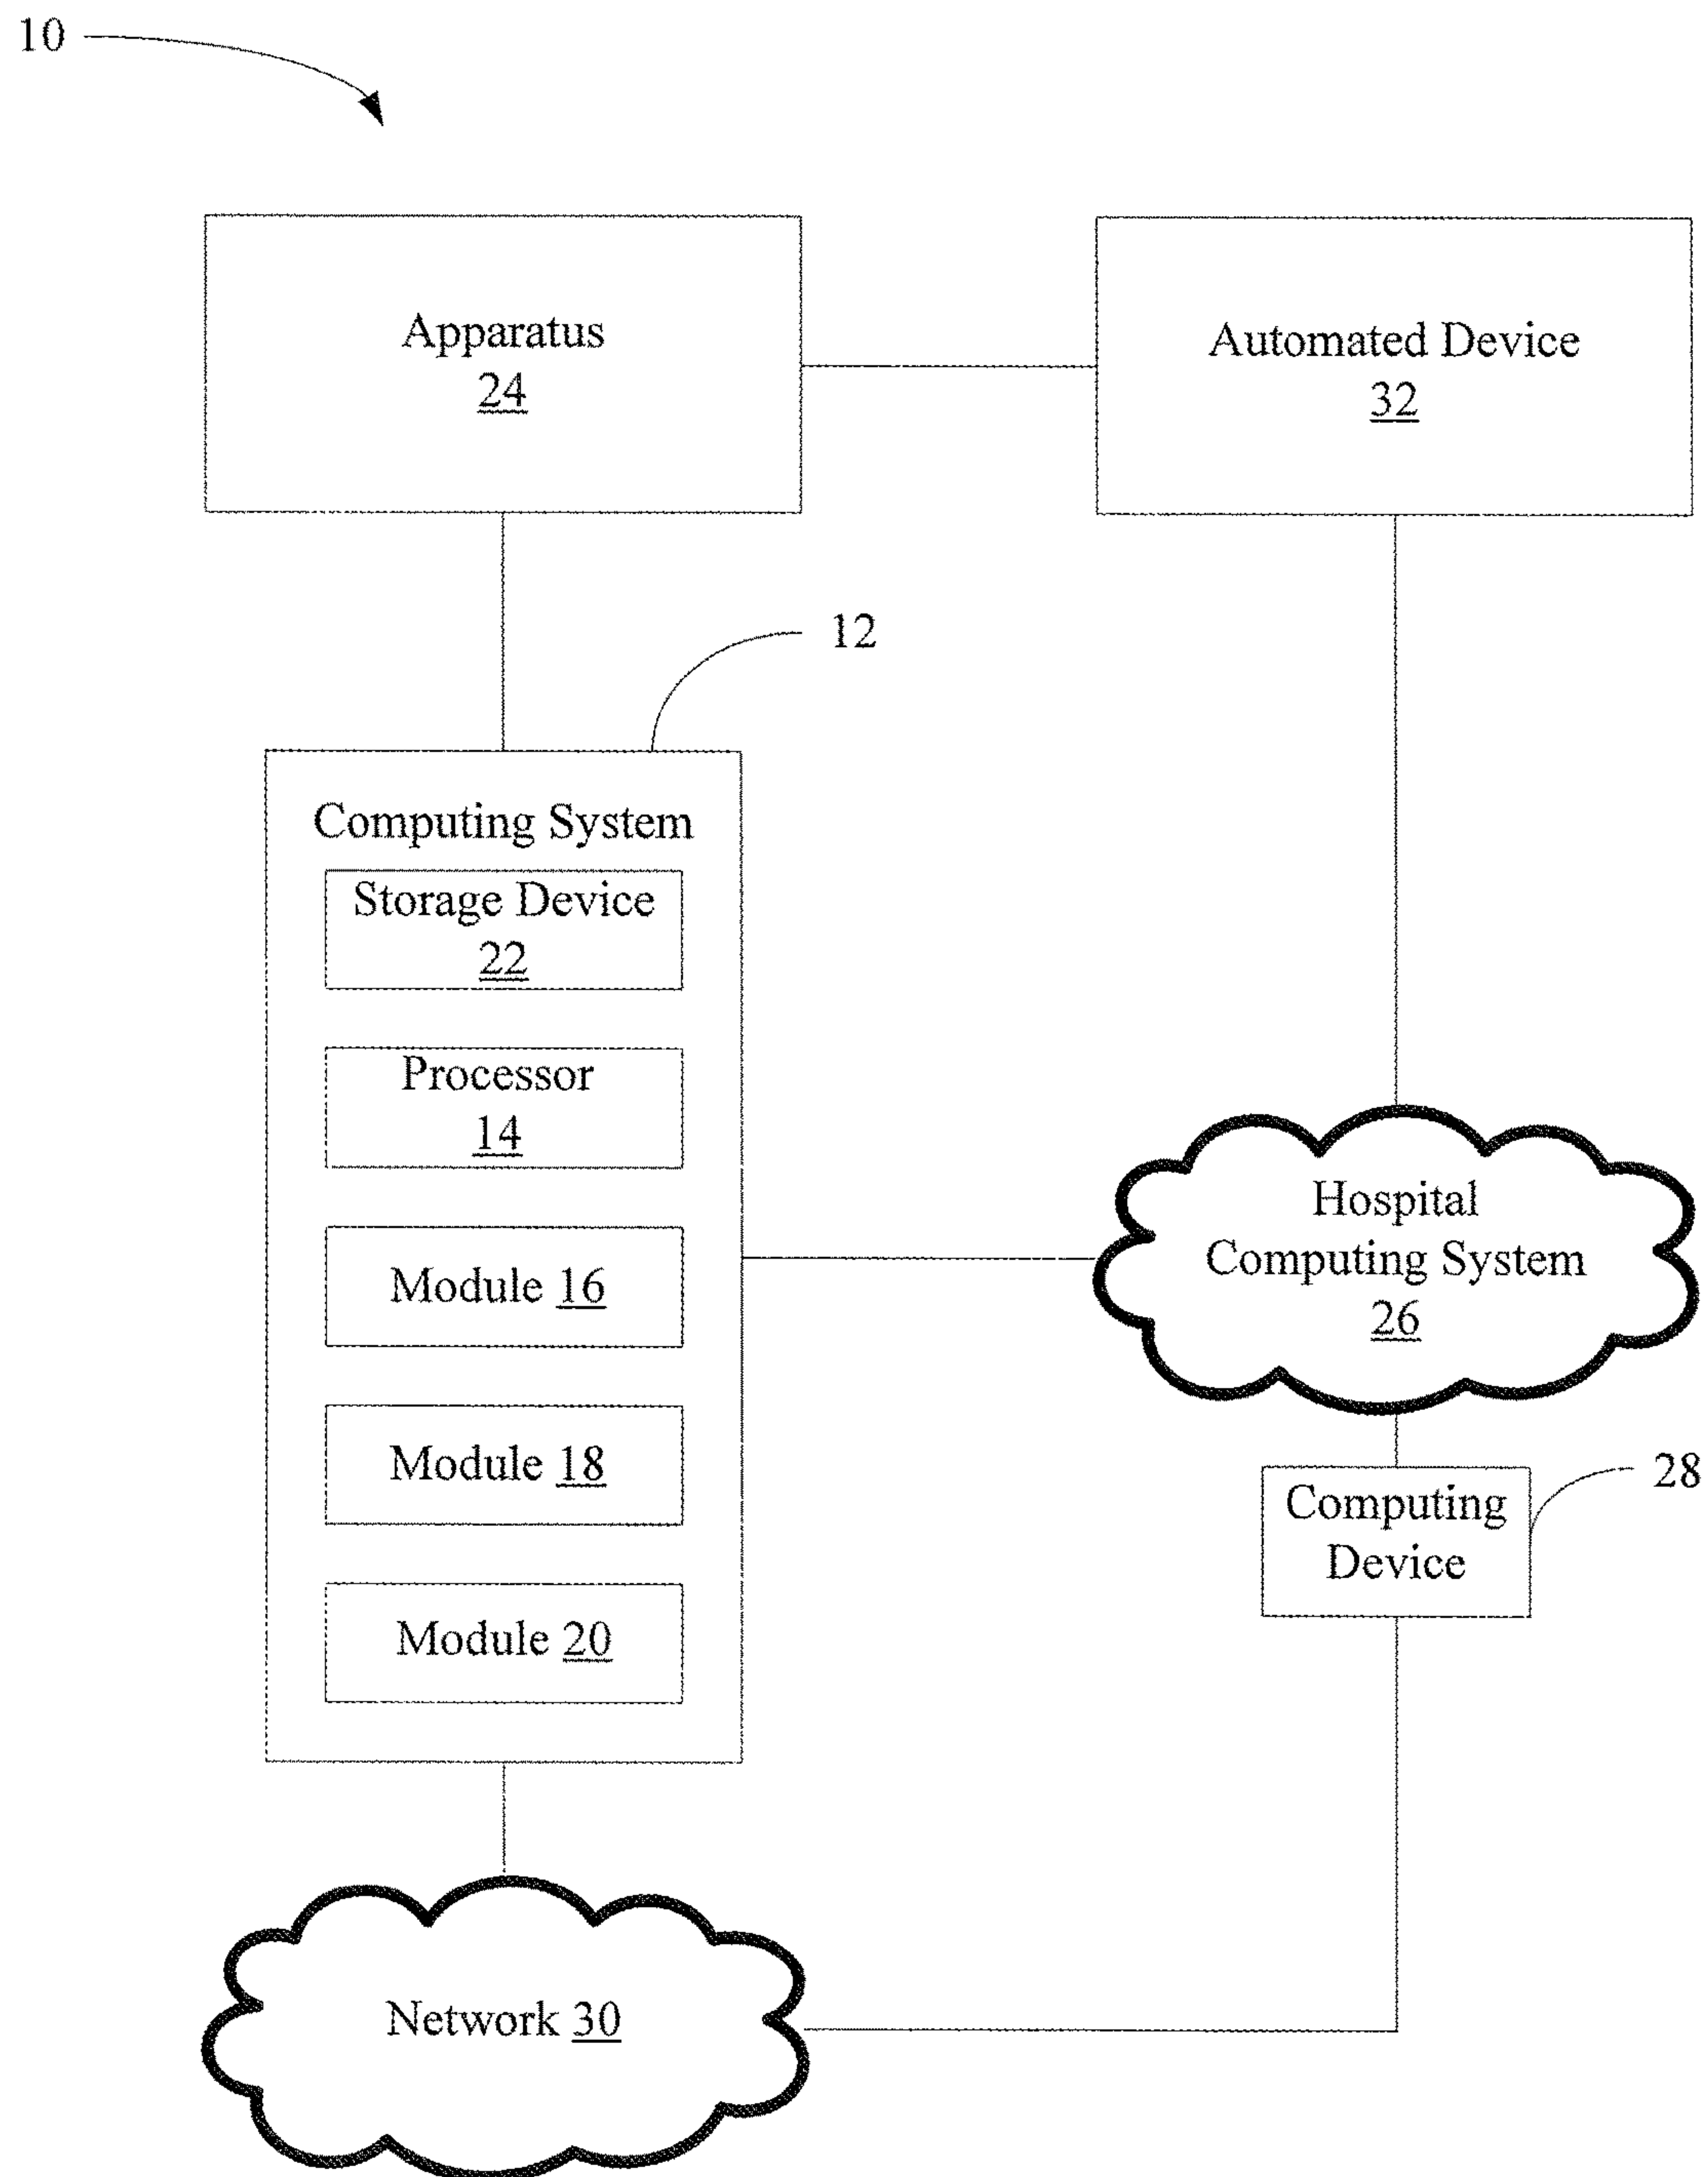 10
Apparatus
24
Automated Device
32
12
Computing System
Storage Device
22
Processor
14
Module 16
Module 18
Module 20
Hospital
Computing System
26
Computing
Device
28
Network 30